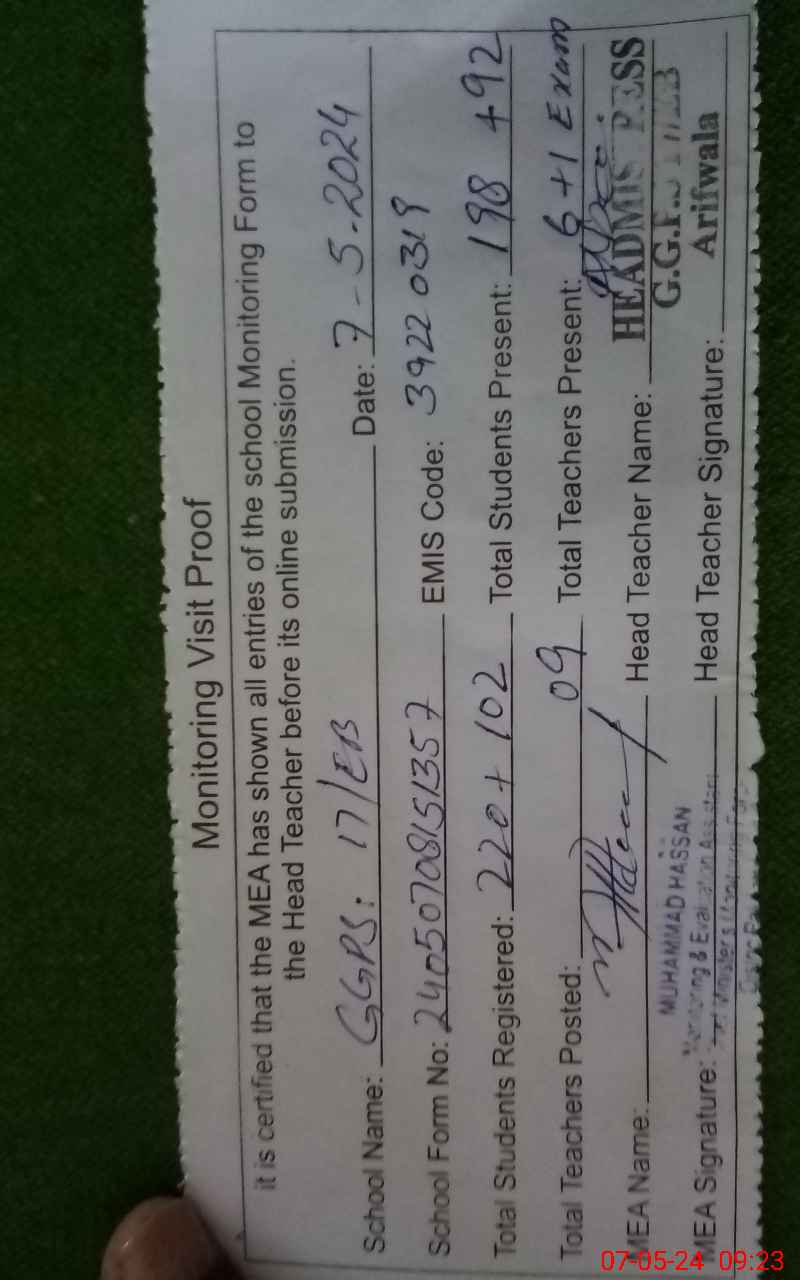 Monitoring Visit Proof
it is certified that the MEA has shown all entries of the school Monitoring Form to
the Head Teacher before its online submission.
School Name: GGPS: 17/EB Date: 7-5-2024
School Form No: 24050708151357 EMIS Code: 39220319
Total Students Registered: 220 + 102 Total Students Present: 198 + 92
Total Teachers Posted: 09 Total Teachers Present: 6 +1 Exam
MEA Name: Head Teacher Name: HEADMISTRESS
MUHAMMAD HASSAN G.G.P.S
Monitoring & Evaluation Assistant Arifwala
MEA Signature: Head Teacher Signature:
07-05-24 09:23